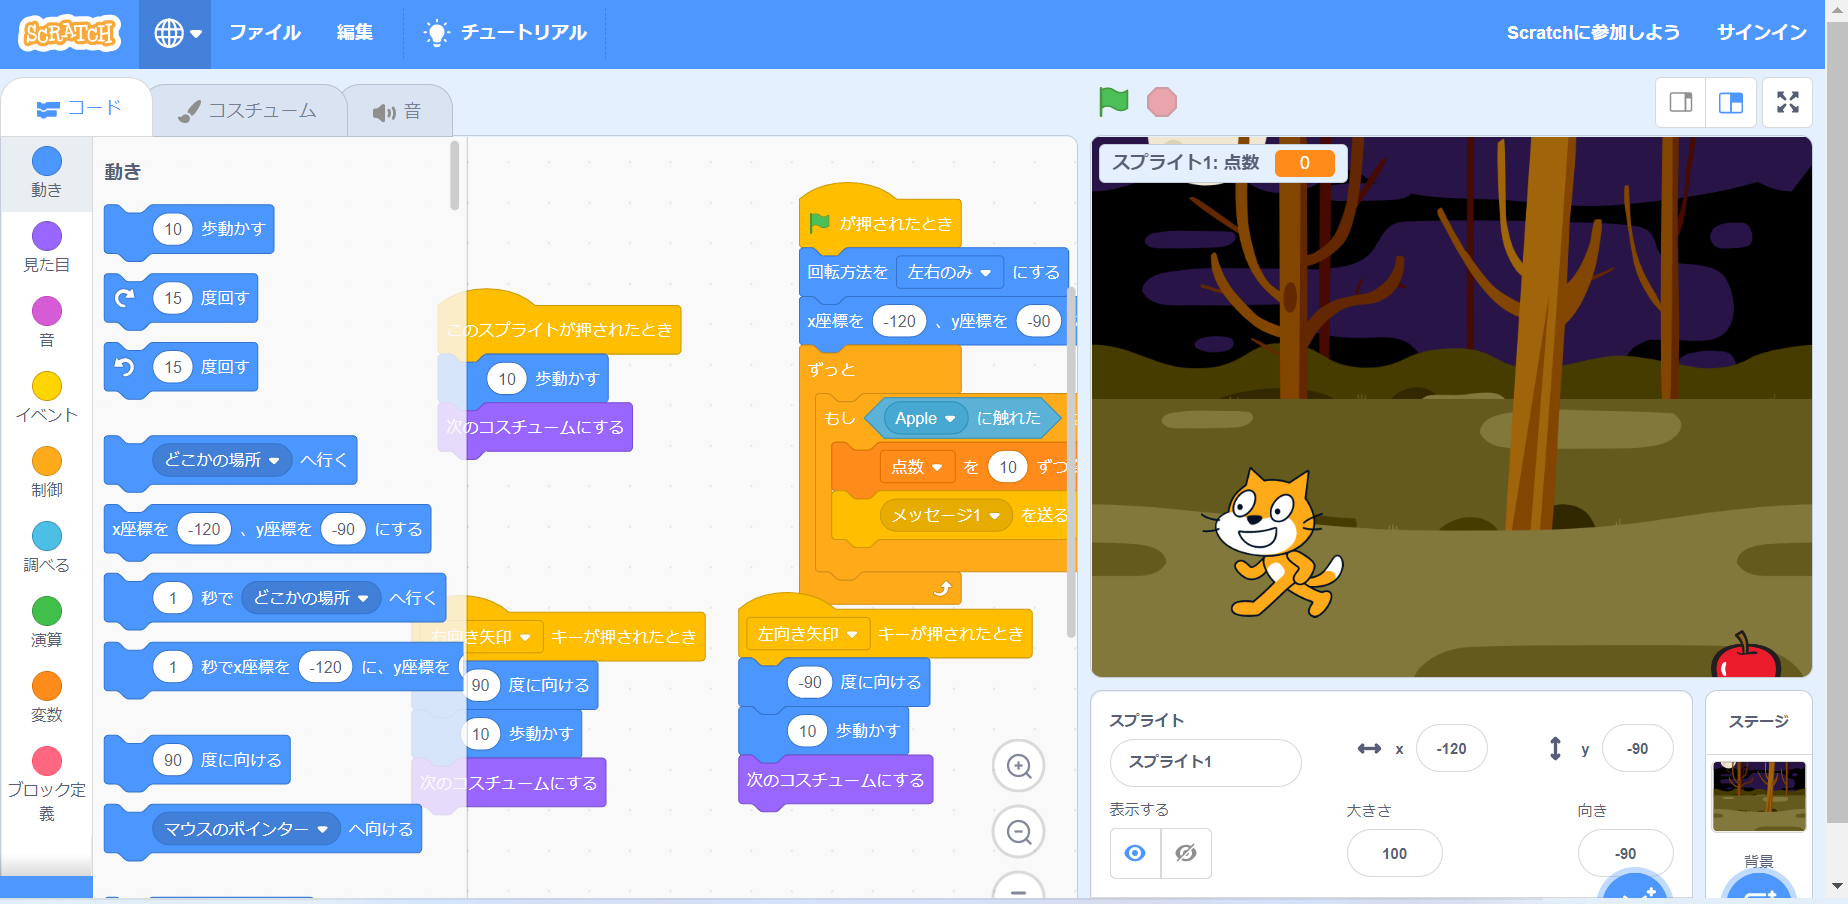 SCRATCH
ファイル
編集
チュートリアル
Scratchに参加しよう
サインイン
コード
コスチューム
音
動き
見た目
音
イベント
制御
調べる
演算
変数
ブロック定
義
動き
10 歩動かす
15 度回す
15 度回す
どこかの場所 へ行く
x座標を -120 、y座標を -90 にする
1 秒で どこかの場所 へ行く
1 秒でx座標を -120 に、y座標を
90 度に向ける
マウスのポインター へ向ける
このスプライトが押されたとき
10 歩動かす
次のコスチュームにする
右向き矢印 キーが押されたとき
90 度に向ける
10 歩動かす
次のコスチュームにする
が押されたとき
回転方法を 左右のみ にする
x座標を -120 、y座標を -90
ずっと
もし Apple に触れた
点数 を 10 ずつ
メッセージ1 を送る
左向き矢印 キーが押されたとき
-90 度に向ける
10 歩動かす
次のコスチュームにする
スプライト1: 点数 0
スプライト
スプライト1
x -120
y -90
表示する
大きさ
100
向き
-90
ステージ
背景